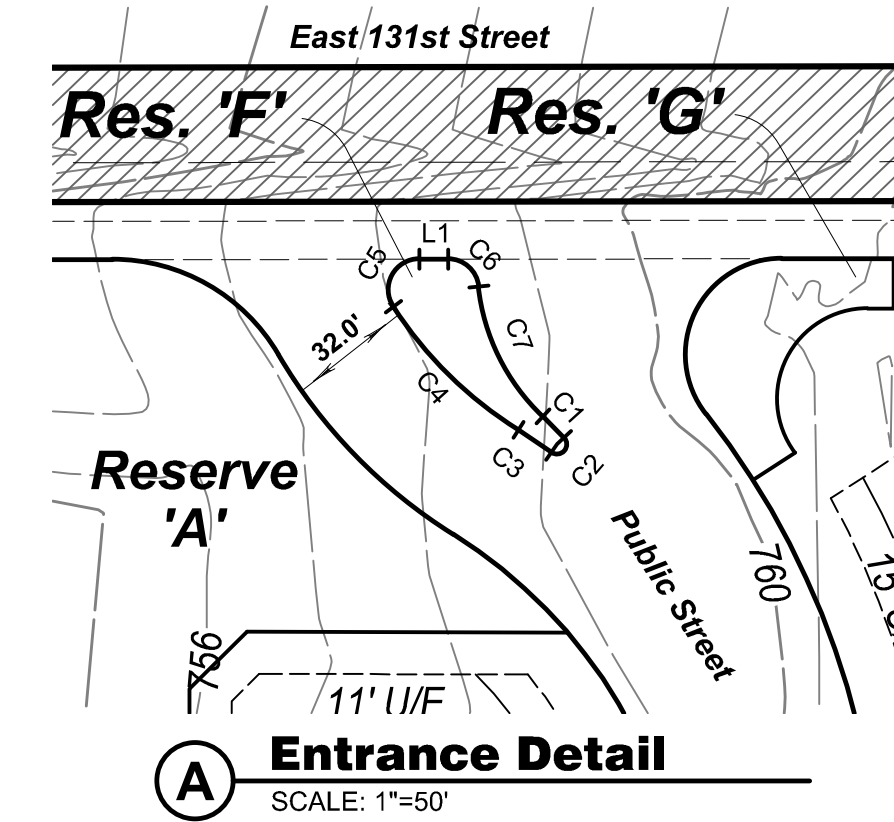 East 131st Street
Res. 'F'
Res. 'G'
L1
C5
C6
32.0'
C7
C4
C1
C3
C2
Reserve
'A'
Public Street
760
15'
756
11' U/E
Entrance Detail
A
SCALE: 1"=50'